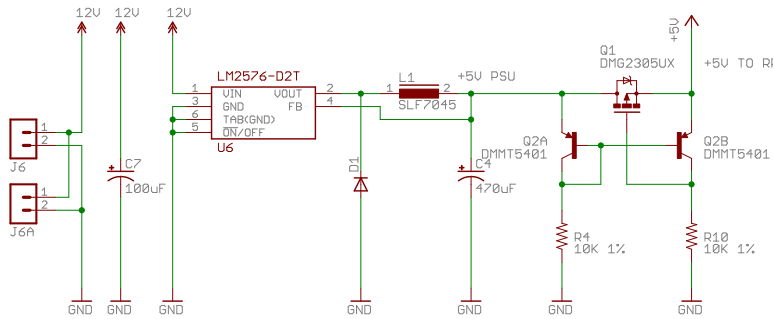 12V
12V
12V
+5V
Q1
DMG2305UX
+5V TO RP
LM2576-D2T
L1
+5V PSU
SLF7045
1
VIN
VOUT
2
1
2
3
GND
FB
4
6
TAB(GND)
5
ON/OFF
U6
1
2
J6
1
2
J6A
C7
100uF
D1
C4
470uF
Q2A
DMMT5401
Q2B
DMMT5401
R4
10K 1%
R10
10K 1%
GND
GND
GND
GND
GND
GND
GND